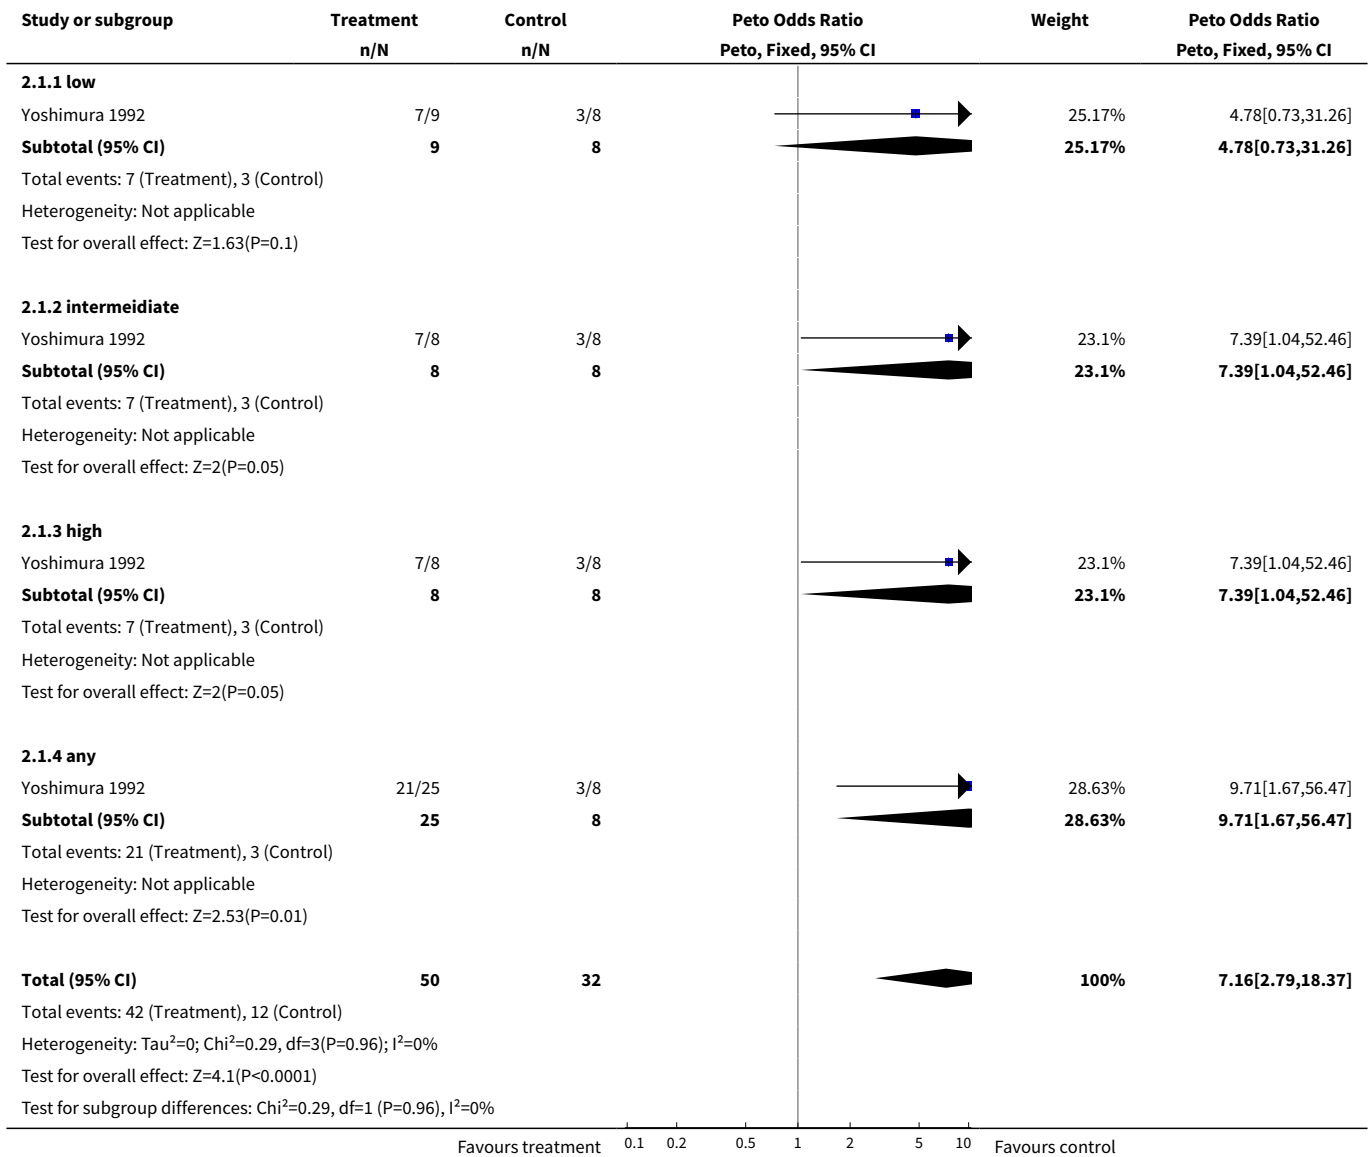 Study or subgroup Treatment Control Peto Odds Ratio Weight Peto Odds Ratio
n/N n/N Peto, Fixed, 95% CI Peto, Fixed, 95% CI
2.1.1 low
Yoshimura 1992 7/9 3/8 25.17% 4.78[0.73,31.26]
Subtotal (95% CI) 9 8 25.17% 4.78[0.73,31.26]
Total events: 7 (Treatment), 3 (Control)
Heterogeneity: Not applicable
Test for overall effect: Z=1.63(P=0.1)
2.1.2 intermeidiate
Yoshimura 1992 7/8 3/8 23.1% 7.39[1.04,52.46]
Subtotal (95% CI) 8 8 23.1% 7.39[1.04,52.46]
Total events: 7 (Treatment), 3 (Control)
Heterogeneity: Not applicable
Test for overall effect: Z=2(P=0.05)
2.1.3 high
Yoshimura 1992 7/8 3/8 23.1% 7.39[1.04,52.46]
Subtotal (95% CI) 8 8 23.1% 7.39[1.04,52.46]
Total events: 7 (Treatment), 3 (Control)
Heterogeneity: Not applicable
Test for overall effect: Z=2(P=0.05)
2.1.4 any
Yoshimura 1992 21/25 3/8 28.63% 9.71[1.67,56.47]
Subtotal (95% CI) 25 8 28.63% 9.71[1.67,56.47]
Total events: 21 (Treatment), 3 (Control)
Heterogeneity: Not applicable
Test for overall effect: Z=2.53(P=0.01)
Total (95% CI) 50 32 100% 7.16[2.79,18.37]
Total events: 42 (Treatment), 12 (Control)
Heterogeneity: Tau²=0; Chi²=0.29, df=3(P=0.96); I²=0%
Test for overall effect: Z=4.1(P<0.0001)
Test for subgroup differences: Chi²=0.29, df=1 (P=0.96), I²=0%
Favours treatment 0.1 0.2 0.5 1 2 5 10 Favours control